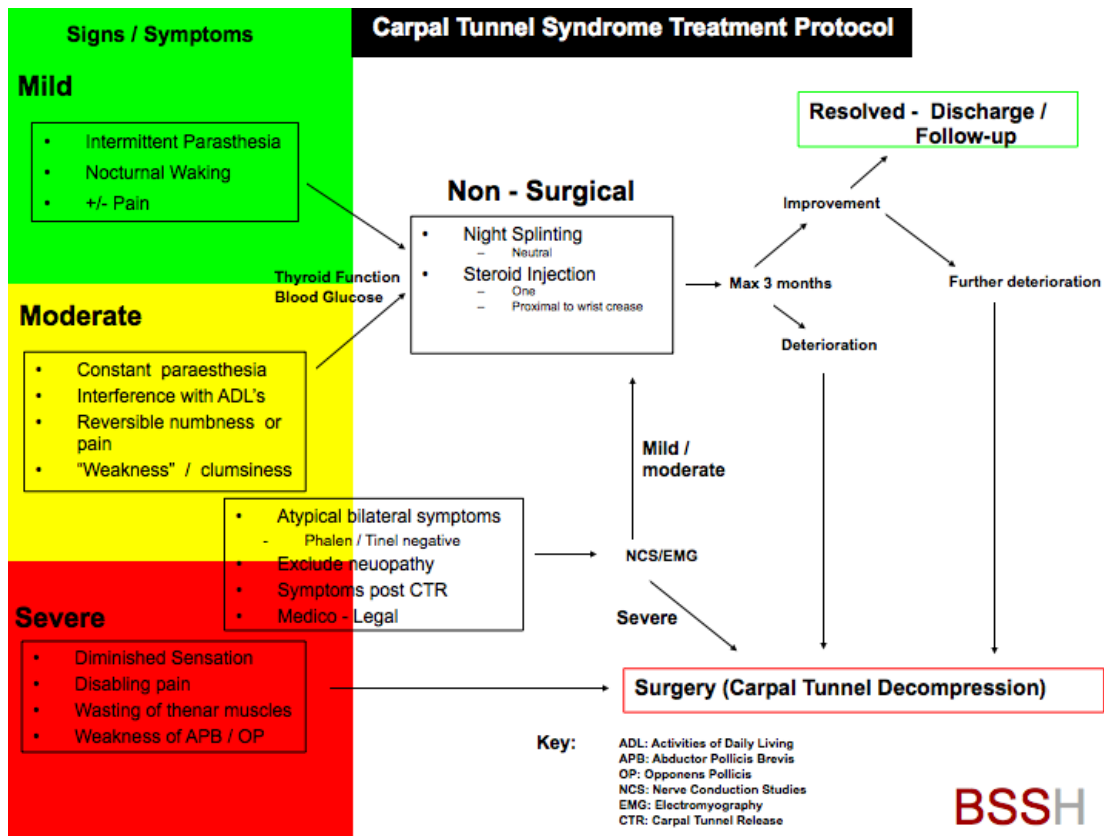 Signs / Symptoms
Carpal Tunnel Syndrome Treatment Protocol
Mild
• Intermittent Parasthesia
• Nocturnal Waking
• +/- Pain
Thyroid Function
Blood Glucose
Moderate
• Constant paraesthesia
• Interference with ADL's
• Reversible numbness or
pain
• "Weakness" / clumsiness
• Atypical bilateral symptoms
- Phalen / Tinel negative
• Exclude neuopathy
• Symptoms post CTR
• Medico - Legal
Severe
• Diminished Sensation
• Disabling pain
• Wasting of thenar muscles
• Weakness of APB / OP
Non - Surgical
• Night Splinting
– Neutral
• Steroid Injection
– One
– Proximal to wrist crease
Max 3 months
Improvement
Resolved - Discharge /
Follow-up
Further deterioration
Deterioration
Mild /
moderate
NCS/EMG
Severe
Surgery (Carpal Tunnel Decompression)
Key:
ADL: Activities of Daily Living
APB: Abductor Pollicis Brevis
OP: Opponens Pollicis
NCS: Nerve Conduction Studies
EMG: Electromyography
CTR: Carpal Tunnel Release
BSSH